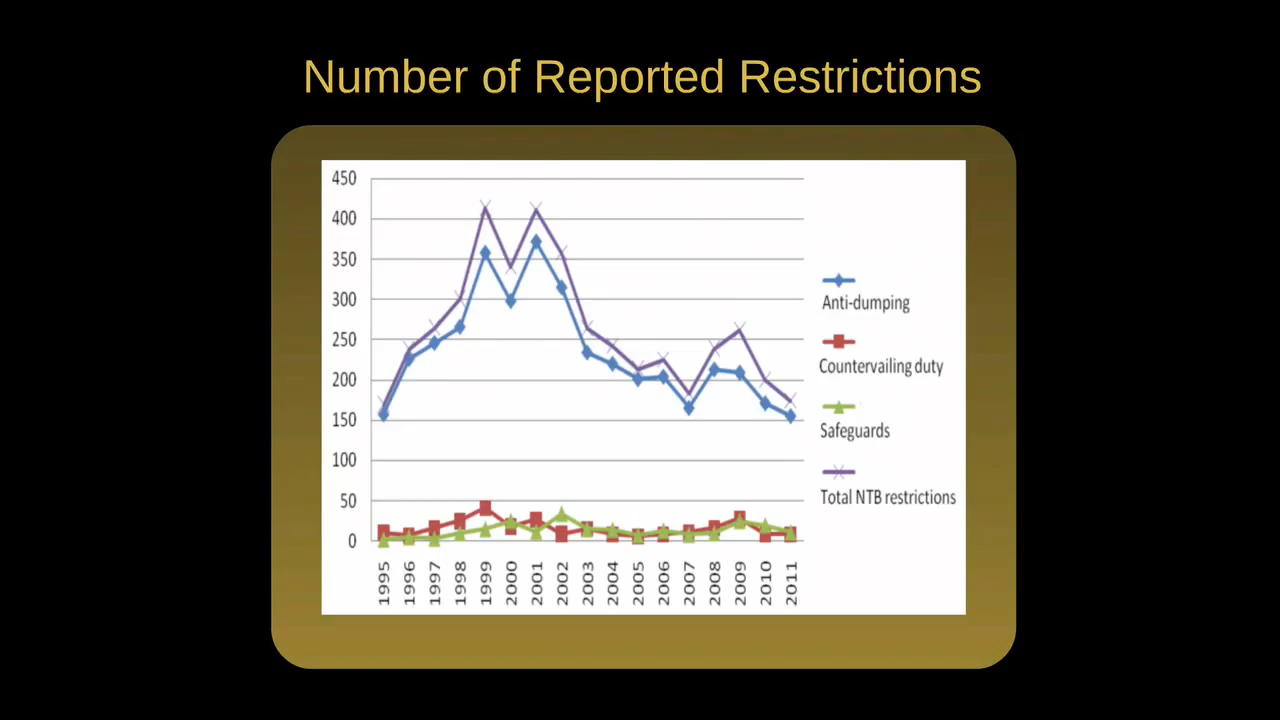 Number of Reported Restrictions
450
400
350
300
250
200
150
100
50
0
1995 1996 1997 1998 1999 2000 2001 2002 2003 2004 2005 2006 2007 2008 2009 2010 2011
Anti-dumping
Countervailing duty
Safeguards
Total NTB restrictions